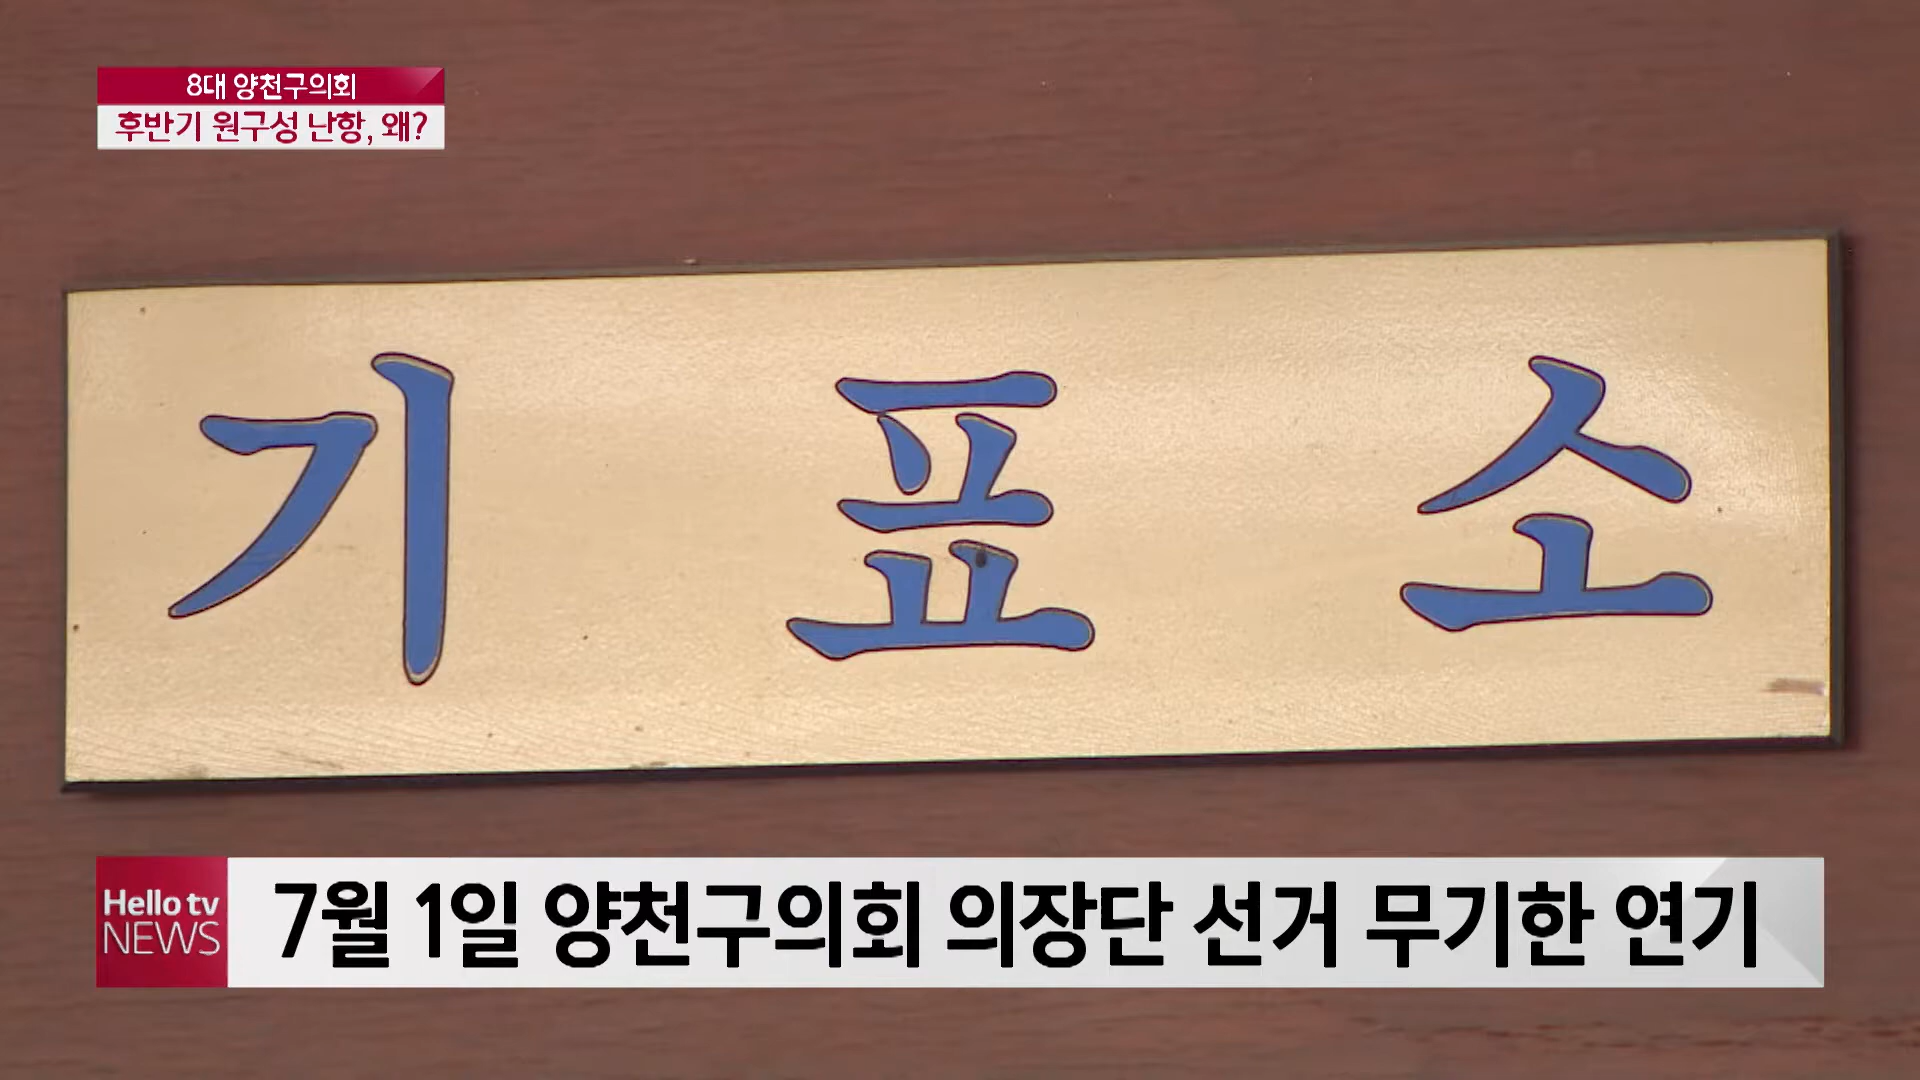 8대 양천구의회
후반기 원구성 난항, 왜?
기 표 소
Hello tv
NEWS
7월 1일 양천구의회 의장단 선거 무기한 연기